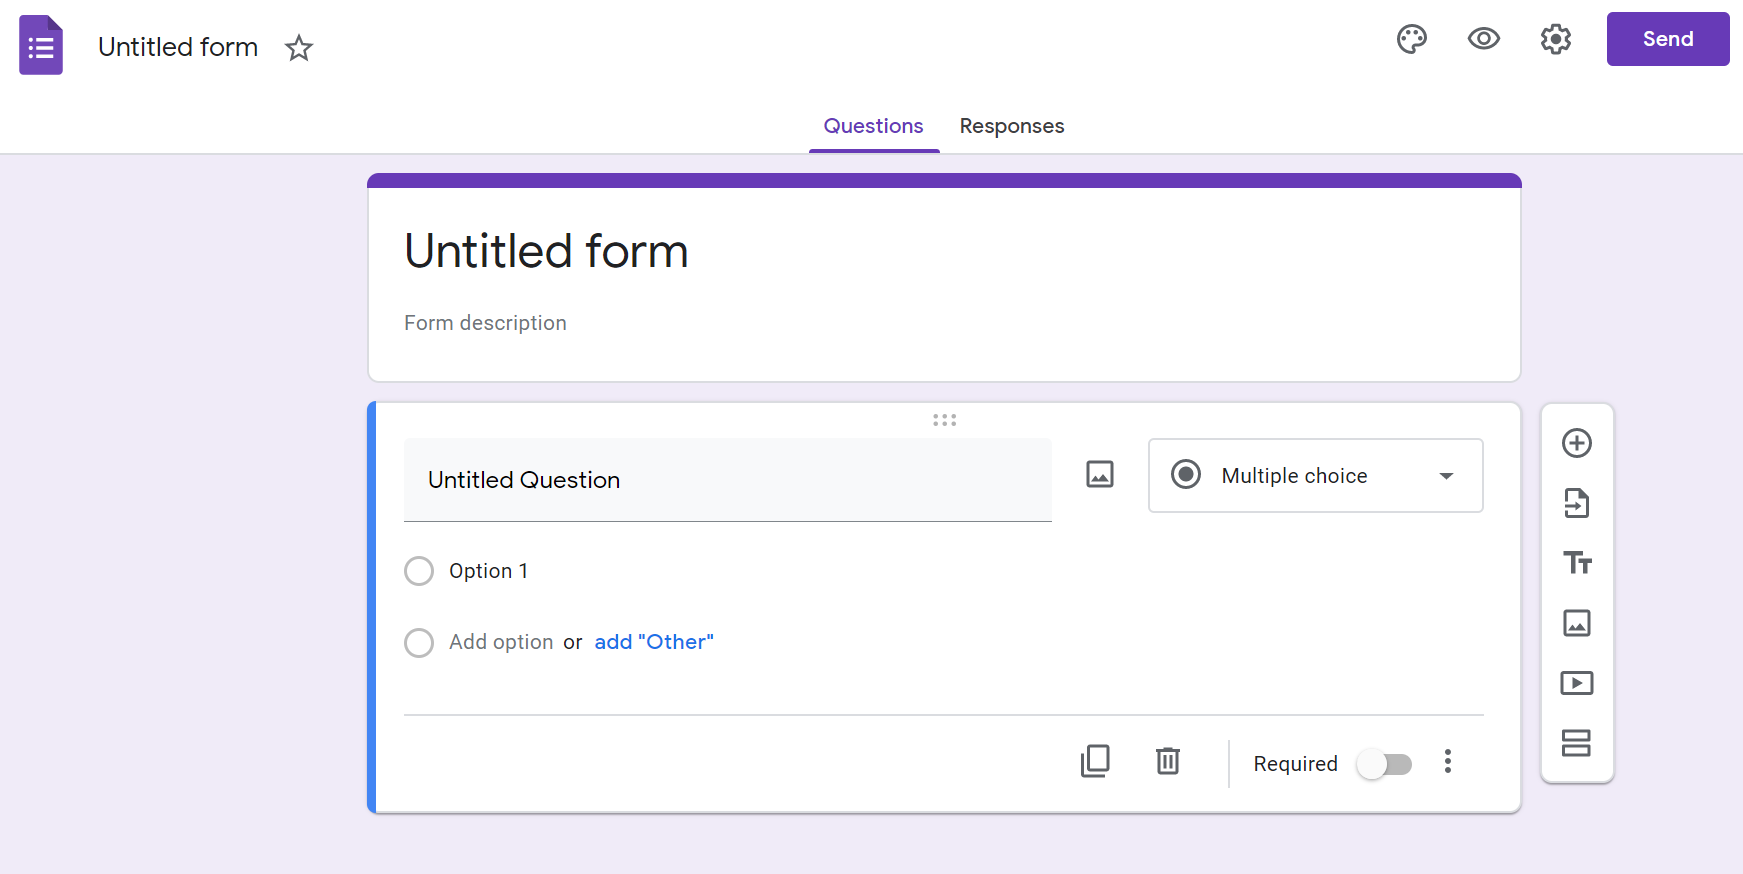 Untitled form
Send
Questions Responses
Untitled form
Form description
Untitled Question
Multiple choice
Option 1
Add option or add "Other"
Required